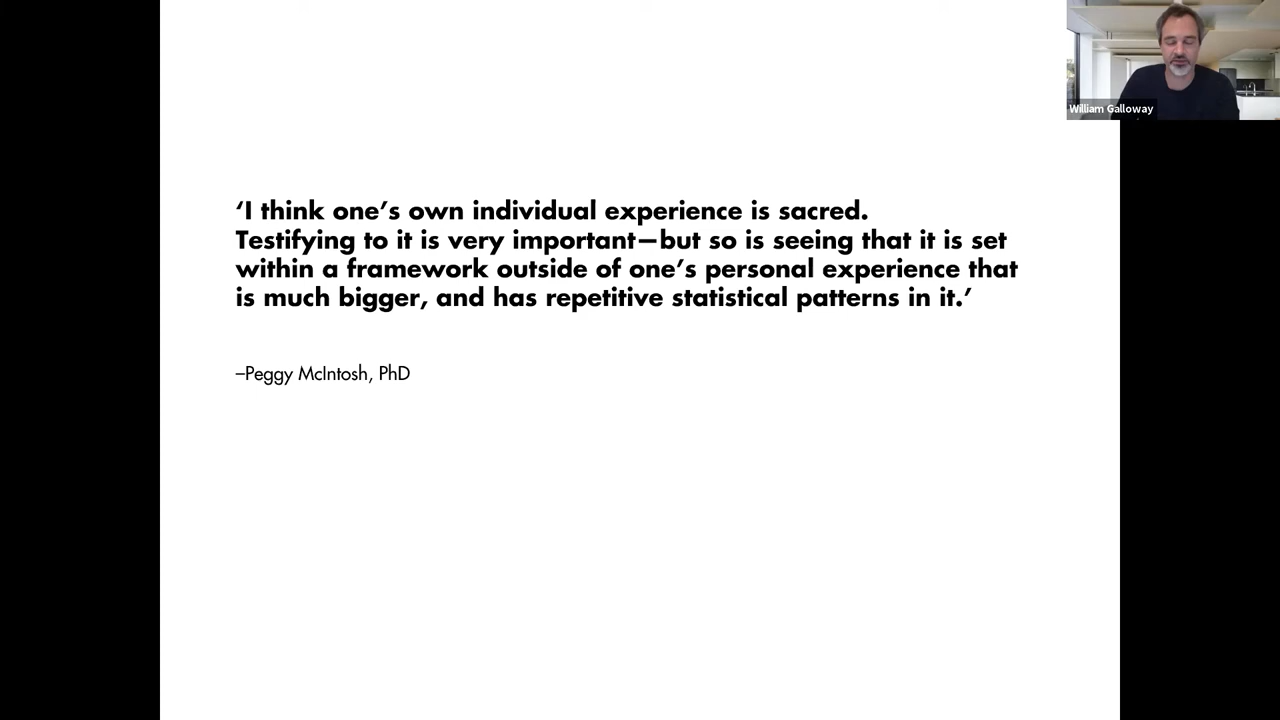 ‘I think one’s own individual experience is sacred.
Testifying to it is very important—but so is seeing that it is set
within a framework outside of one’s personal experience that
is much bigger, and has repetitive statistical patterns in it.’
–Peggy McIntosh, PhD
William Galloway